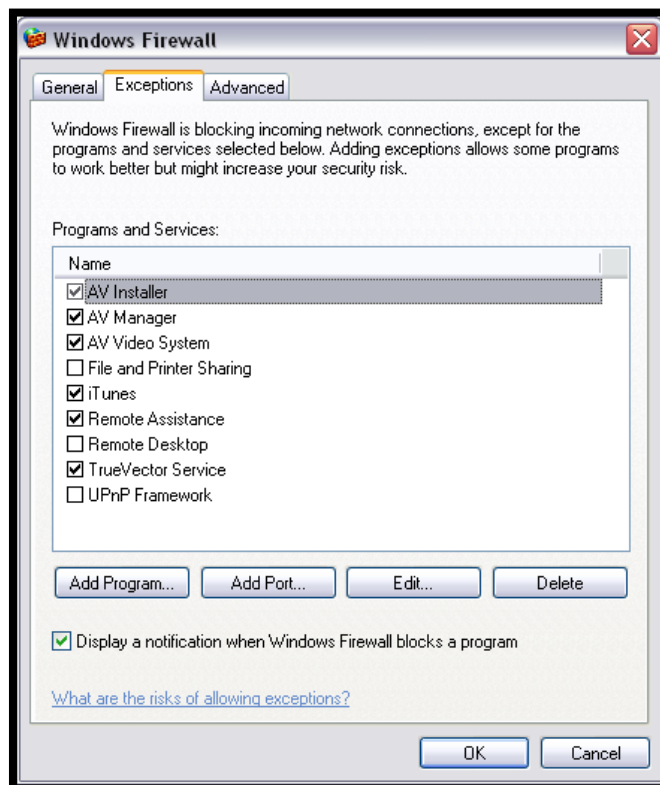 Windows Firewall
General
Exceptions
Advanced
Windows Firewall is blocking incoming network connections, except for the
programs and services selected below. Adding exceptions allows some programs
to work better but might increase your security risk.
Programs and Services:
Name
AV Installer
AV Manager
AV Video System
File and Printer Sharing
iTunes
Remote Assistance
Remote Desktop
TrueVector Service
UPnP Framework
Add Program...
Add Port...
Edit...
Delete
Display a notification when Windows Firewall blocks a program
What are the risks of allowing exceptions?
OK
Cancel